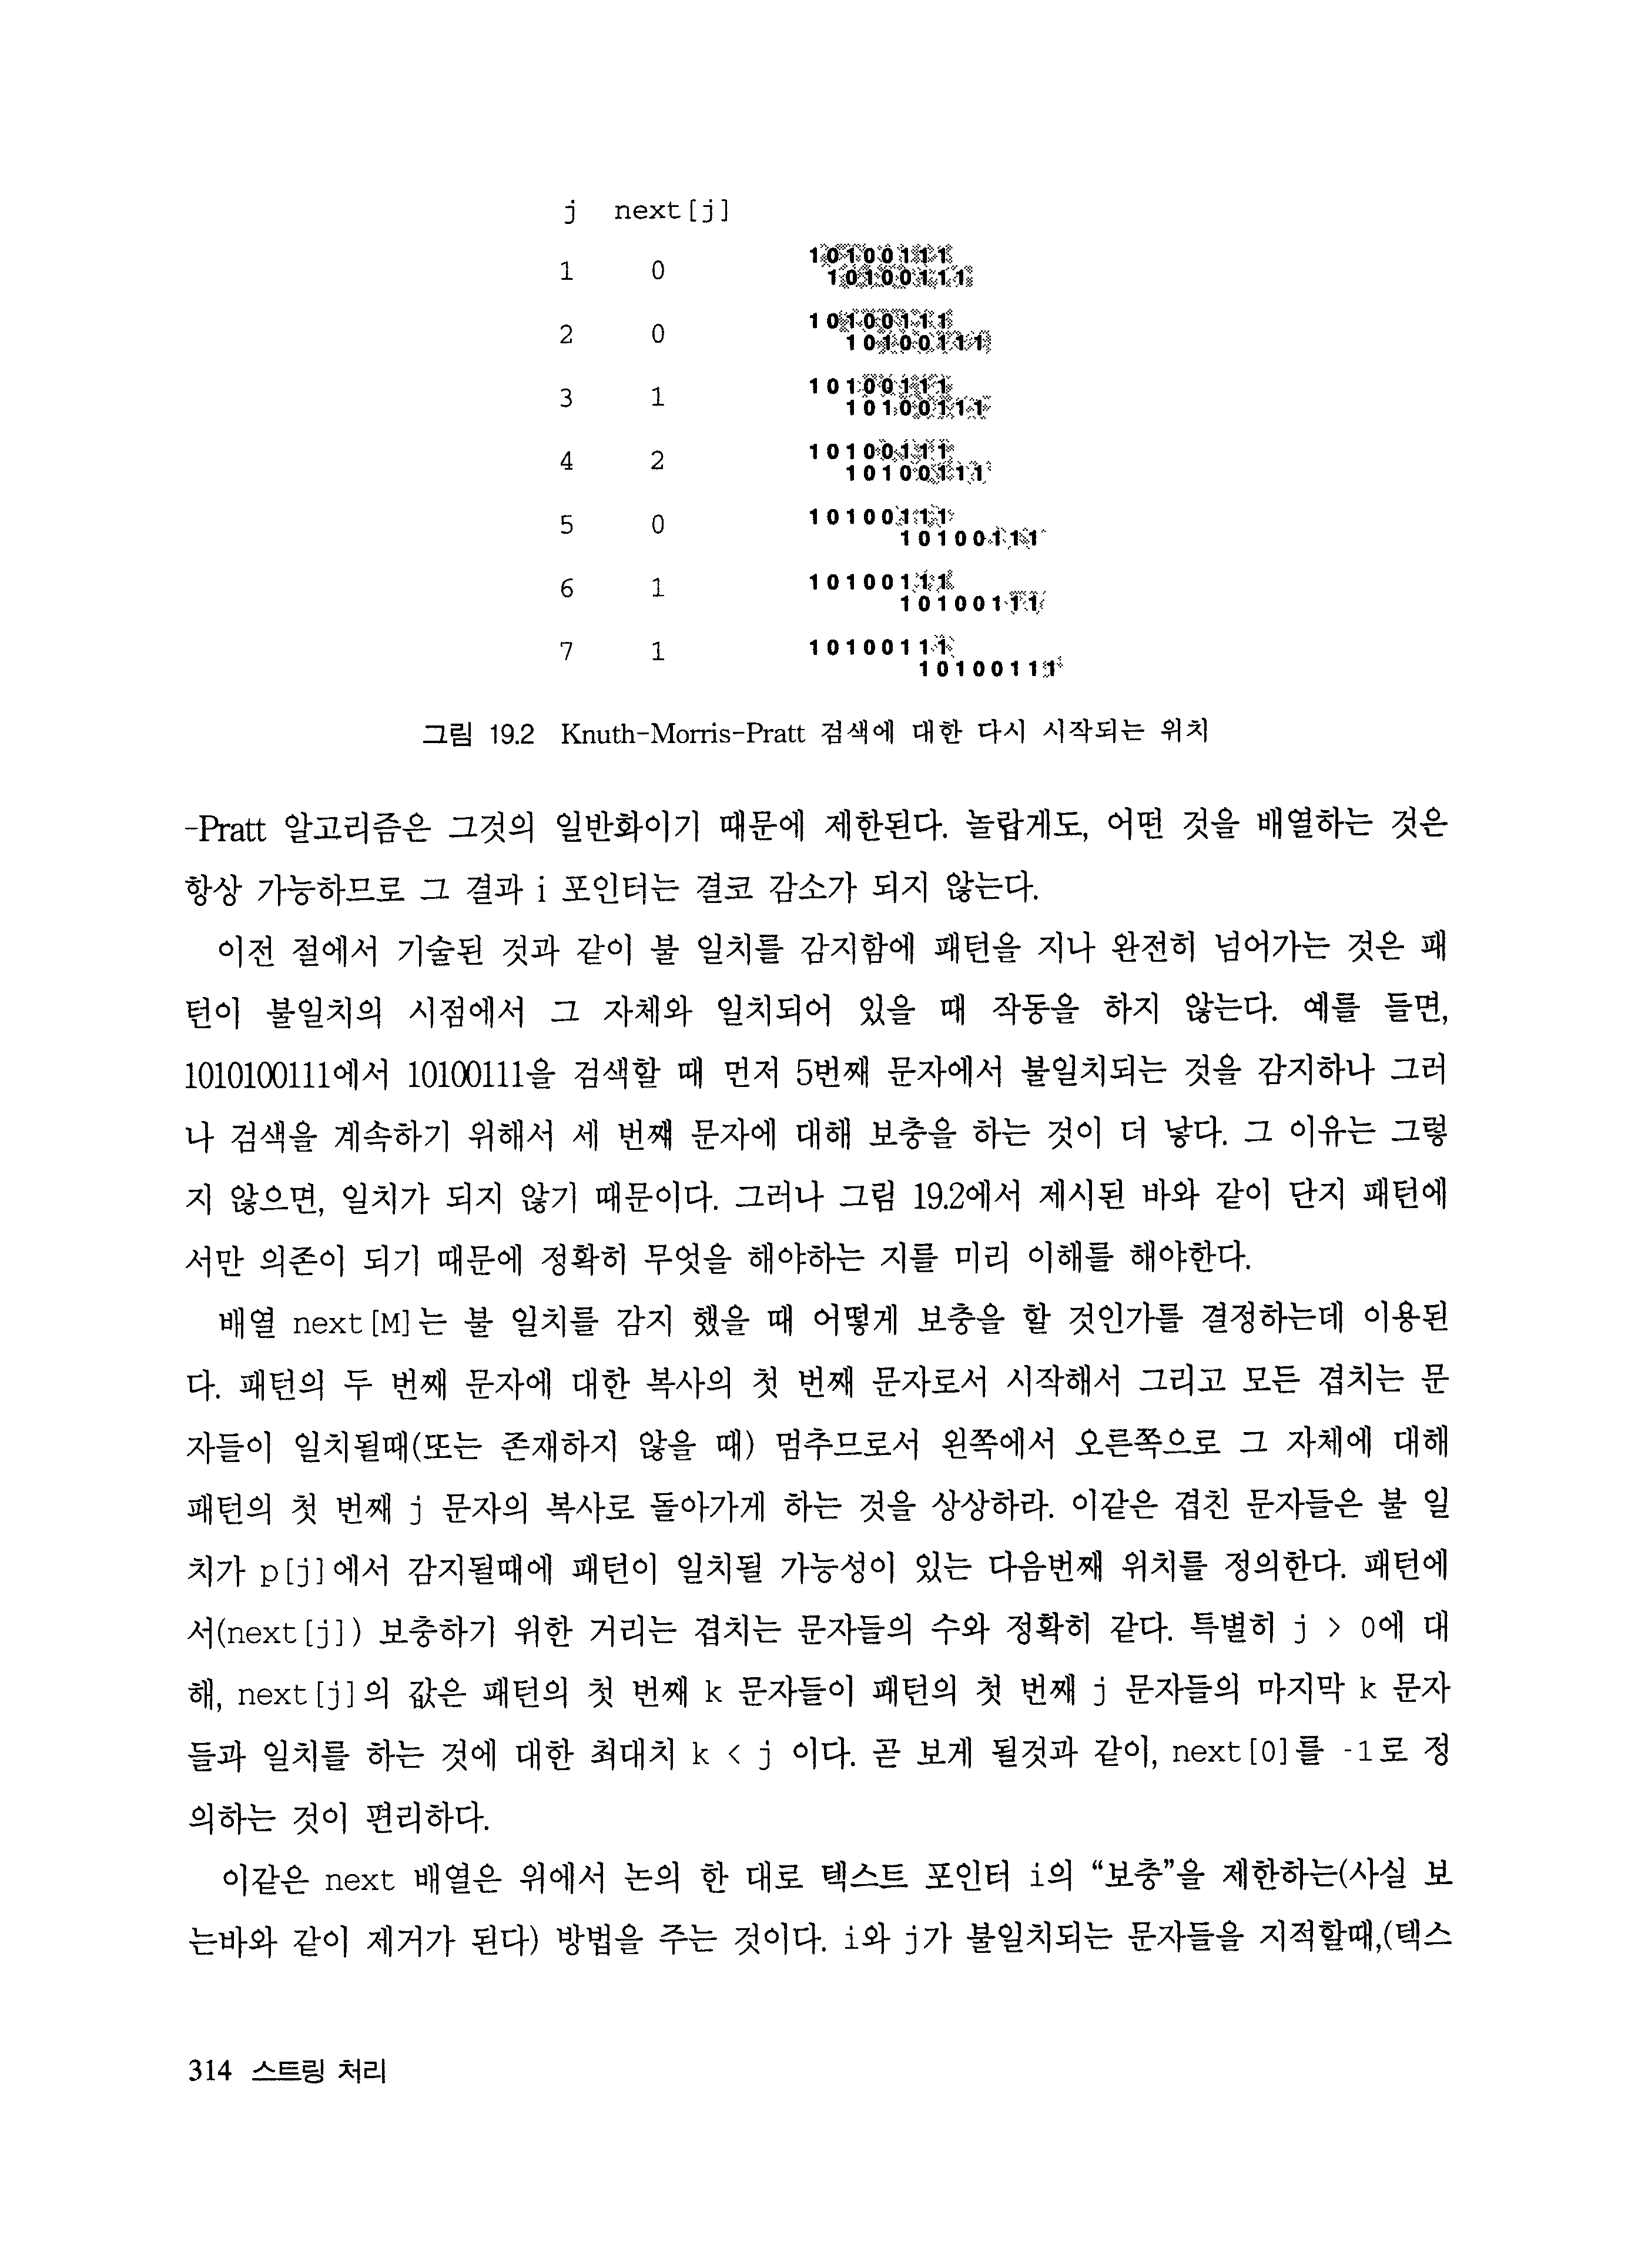 j next[j]
1 0 10100111
10100111
2 0 10100111
10100111
3 1 10100111
10100111
4 2 10100111
10100111
5 0 10100111
10100111
6 1 10100111
10100111
7 1 10100111
10100111
그림 19.2 Knuth-Morris-Pratt 검색에 대한 다시 시작되는 위치
-Pratt 알고리즘은 그것의 일반화이기 때문에 제한된다. 놀랍게도, 어떤 것을 배열하는 것은
항상 가능하므로 그 결과 i 포인터는 결코 감소가 되지 않는다.
이전 절에서 기술된 것과 같이 불 일치를 감지함에 패턴을 지나 완전히 넘어가는 것은 패
턴이 불일치의 시점에서 그 자체와 일치되어 있을 때 작동을 하지 않는다. 예를 들면,
1010100111에서 10100111을 검색할 때 먼저 5번째 문자에서 불일치되는 것을 감지하나 그러
나 검색을 계속하기 위해서 세 번째 문자에 대해 보충을 하는 것이 더 낳다. 그 이유는 그렇
지 않으면, 일치가 되지 않기 때문이다. 그러나 그림 19.2에서 제시된 바와 같이 단지 패턴에
서만 의존이 되기 때문에 정확히 무엇을 해야하는 지를 미리 이해를 해야한다.
배열 next[M]는 불 일치를 감지 했을 때 어떻게 보충을 할 것인가를 결정하는데 이용된
다. 패턴의 두 번째 문자에 대한 복사의 첫 번째 문자로서 시작해서 그리고 모든 겹치는 문
자들이 일치될때(또는 존재하지 않을 때) 멈추므로서 왼쪽에서 오른쪽으로 그 자체에 대해
패턴의 첫 번째 j 문자의 복사로 돌아가게 하는 것을 상상하라. 이같은 겹친 문자들은 불 일
치가 p[j]에서 감지될때에 패턴이 일치될 가능성이 있는 다음번째 위치를 정의한다. 패턴에
서(next[j]) 보충하기 위한 거리는 겹치는 문자들의 수와 정확히 같다. 특별히 j > 0에 대
해, next[j]의 값은 패턴의 첫 번째 k 문자들이 패턴의 첫 번째 j 문자들의 마지막 k 문자
들과 일치를 하는 것에 대한 최대치 k < j 이다. 곧 보게 될것과 같이, next[0]를 -1로 정
의하는 것이 편리하다.
이같은 next 배열은 위에서 논의 한 대로 텍스트 포인터 i의 “보충”을 제한하는(사실 보
는바와 같이 제거가 된다) 방법을 주는 것이다. i와 j가 불일치되는 문자들을 지적할때,(텍스
314 스트링 처리